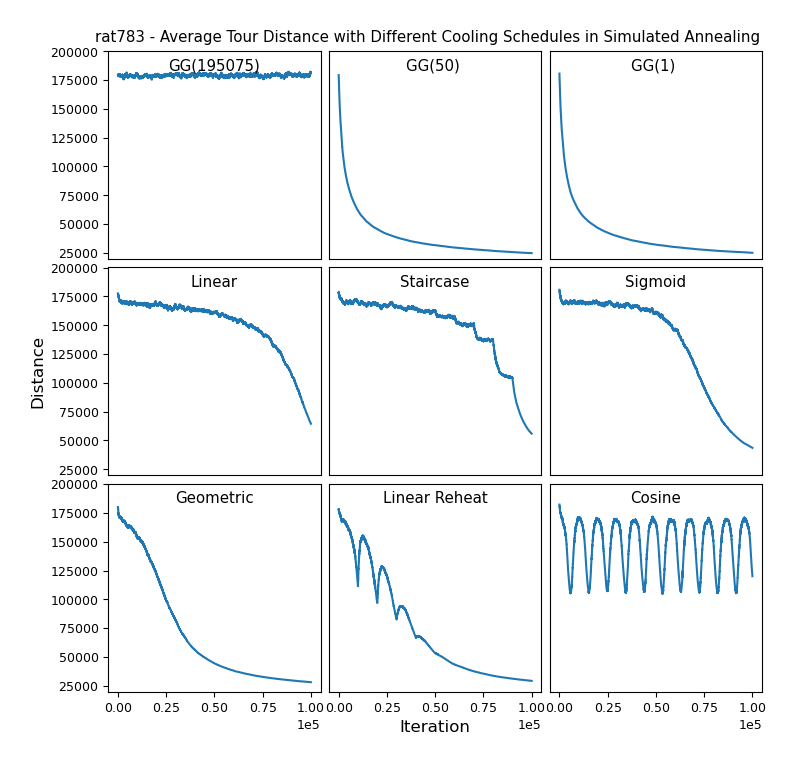 rat783 - Average Tour Distance with Different Cooling Schedules in Simulated Annealing
200000
175000
150000
125000
100000
75000
50000
25000
GG(195075)
GG(50)
GG(1)
200000
175000
150000
125000
100000
75000
50000
25000
Linear
Staircase
Sigmoid
Distance
200000
175000
150000
125000
100000
75000
50000
25000
Geometric
Linear Reheat
Cosine
0.00 0.25 0.50 0.75 1.00
1e5
0.00 0.25 0.50 0.75 1.00
1e5
0.00 0.25 0.50 0.75 1.00
1e5
Iteration